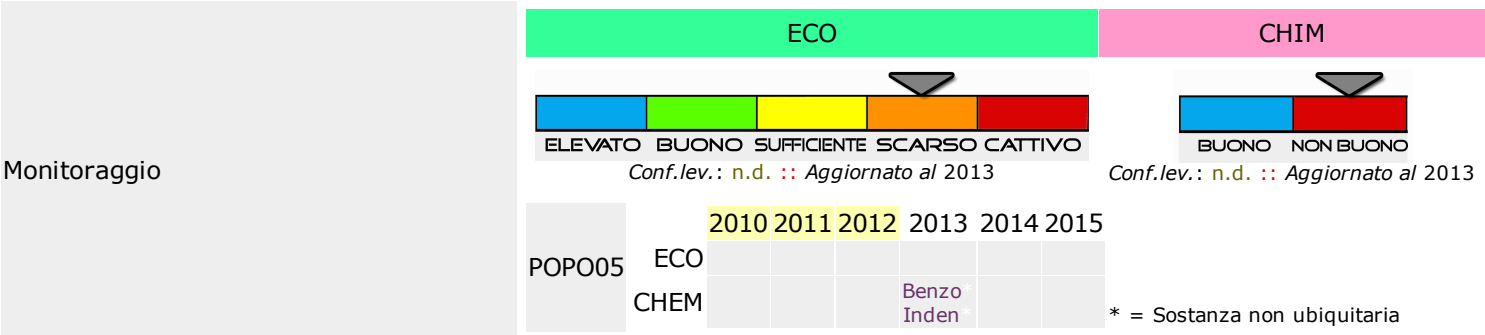 ECO CHIM
ELEVATO BUONO SUFFICIENTE SCARSO CATTIVO BUONO NON BUONO
Monitoraggio
Conf.lev.: n.d. :: Aggiornato al 2013 Conf.lev.: n.d. :: Aggiornato al 2013
2010 2011 2012 2013 2014 2015
POPO05
ECO
CHEM
Benzo*
Inden*
* = Sostanza non ubiquitaria